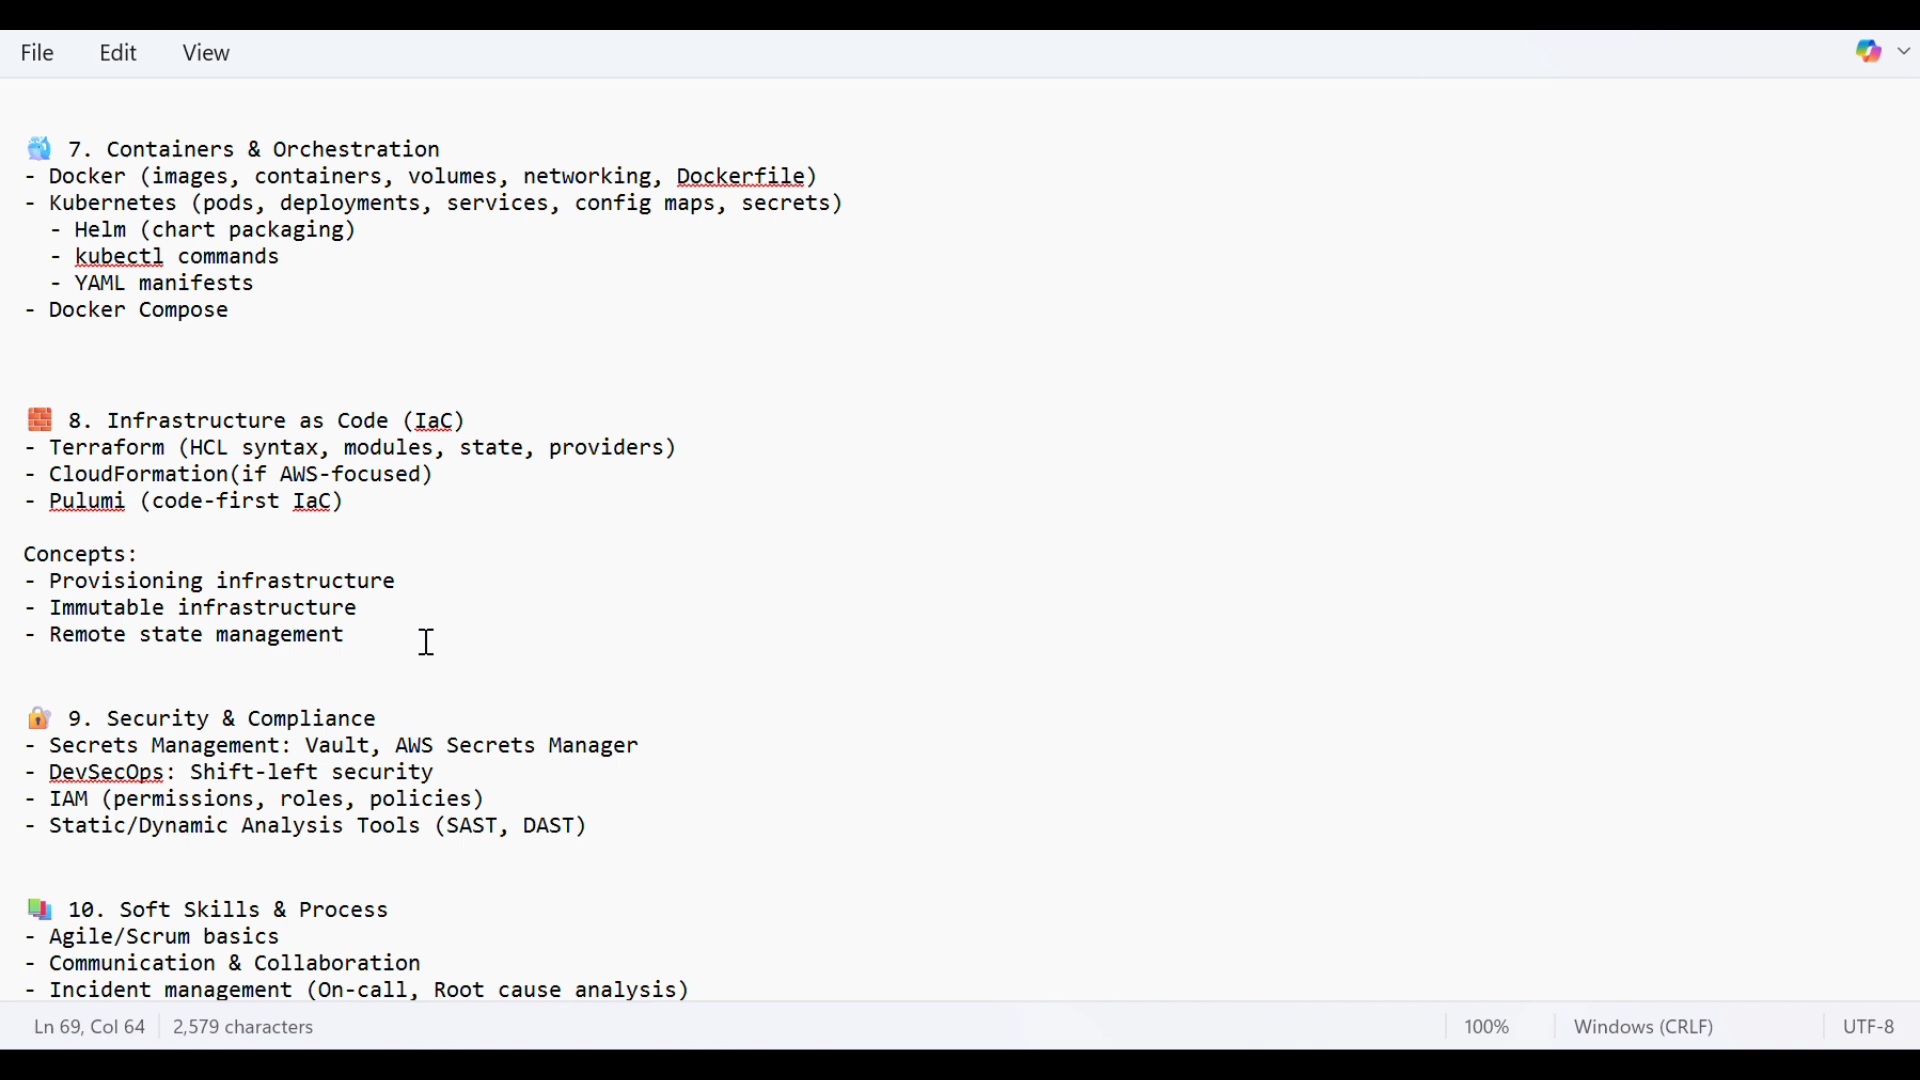 File Edit View
7. Containers & Orchestration
- Docker (images, containers, volumes, networking, Dockerfile)
- Kubernetes (pods, deployments, services, config maps, secrets)
  - Helm (chart packaging)
  - kubectl commands
  - YAML manifests
- Docker Compose
8. Infrastructure as Code (IaC)
- Terraform (HCL syntax, modules, state, providers)
- CloudFormation(if AWS-focused)
- Pulumi (code-first IaC)
Concepts:
- Provisioning infrastructure
- Immutable infrastructure
- Remote state management
9. Security & Compliance
- Secrets Management: Vault, AWS Secrets Manager
- DevSecOps: Shift-left security
- IAM (permissions, roles, policies)
- Static/Dynamic Analysis Tools (SAST, DAST)
10. Soft Skills & Process
- Agile/Scrum basics
- Communication & Collaboration
- Incident management (On-call, Root cause analysis)
Ln 69, Col 64 2,579 characters 100% Windows (CRLF) UTF-8